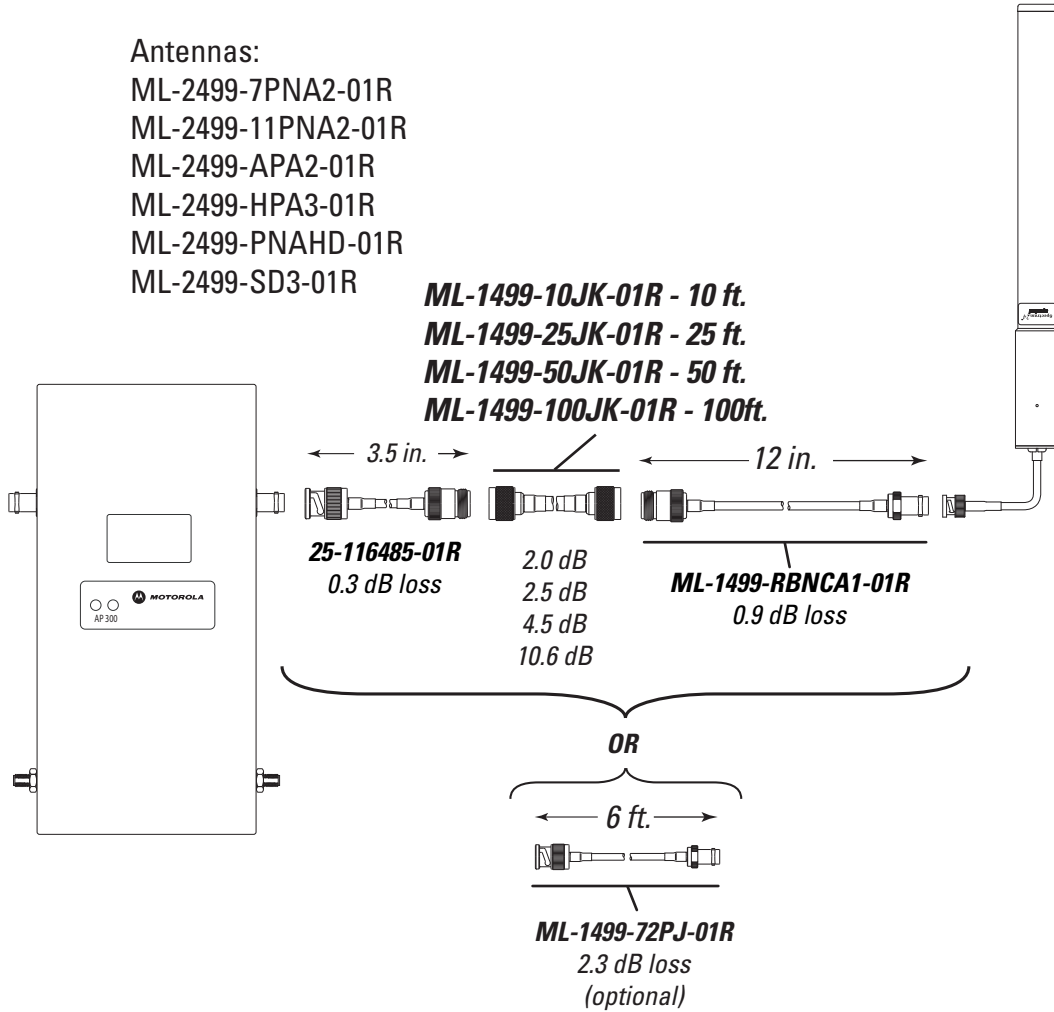 Antennas:
ML-2499-7PNA2-01R
ML-2499-11PNA2-01R
ML-2499-APA2-01R
ML-2499-HPA3-01R
ML-2499-PNAHD-01R
ML-2499-SD3-01R
ML-1499-10JK-01R - 10 ft.
ML-1499-25JK-01R - 25 ft.
ML-1499-50JK-01R - 50 ft.
ML-1499-100JK-01R - 100ft.
3.5 in.
12 in.
25-116485-01R
0.3 dB loss
2.0 dB
2.5 dB
4.5 dB
10.6 dB
ML-1499-RBNCA1-01R
0.9 dB loss
MOTOROLA
AP 300
OR
6 ft.
ML-1499-72PJ-01R
2.3 dB loss
(optional)